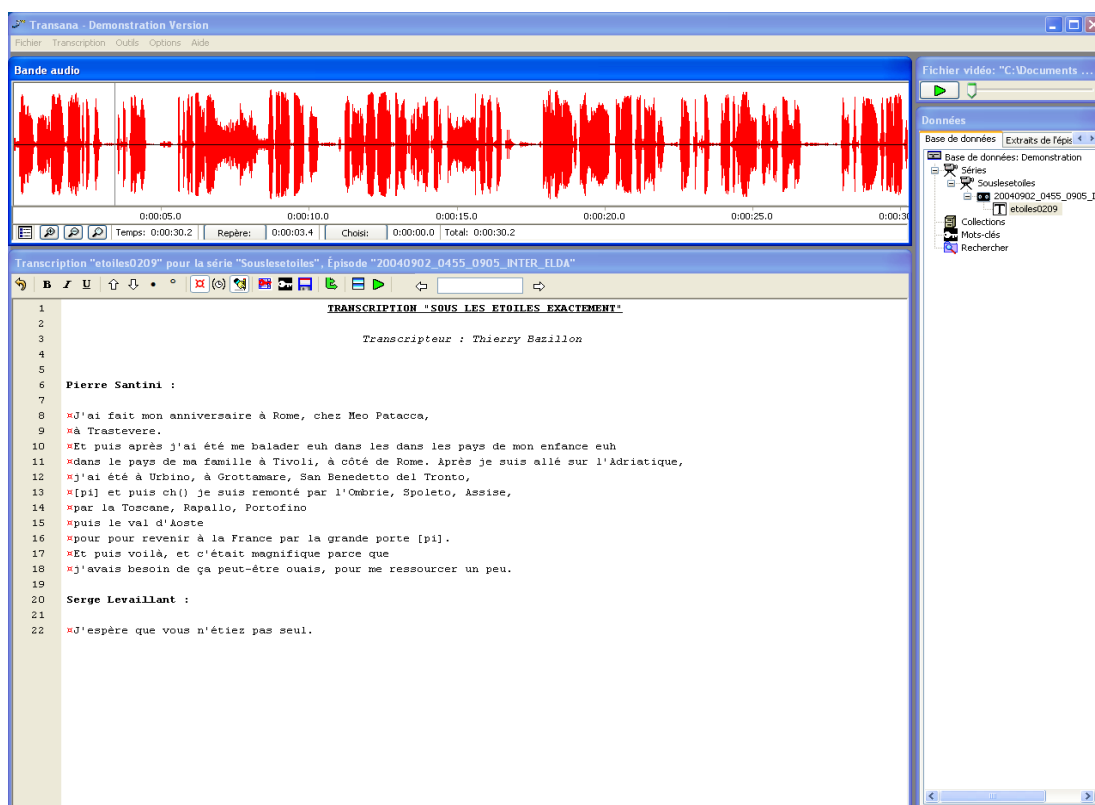 Transana - Demonstration Version
Fichier Transcription Outils Options Aide
Bande audio
0:00:05.0 0:00:10.0 0:00:15.0 0:00:20.0 0:00:25.0 0:00:30
Temps: 0:00:30.2 Repère: 0:00:03.4 Choisi: 0:00:00.0 Total: 0:00:30.2
Fichier vidéo: "C:\Documents ...
Données
Base de données Extraits de l'épis
Base de données: Demonstration
Séries
Souslesetoiles
20040902_0455_0905_I
etoiles0209
Collections
Mots-clés
Rechercher
Transcription "etoiles0209" pour la série "Souslesetoiles", Épisode "20040902_0455_0905_INTER_ELDA"
B I U
1 TRANSCRIPTION "SOUS LES ETOILES EXACTEMENT"
2
3 Transcripteur : Thierry Bazillon
4
5
6 Pierre Santini :
7
8 ¤J'ai fait mon anniversaire à Rome, chez Meo Patacca,
9 ¤à Trastevere.
10 ¤Et puis après j'ai été me balader euh dans les dans les pays de mon enfance euh
11 ¤dans le pays de ma famille à Tivoli, à côté de Rome. Après je suis allé sur l'Adriatique,
12 ¤j'ai été à Urbino, à Grottamare, San Benedetto del Tronto,
13 ¤[pi] et puis ch() je suis remonté par l'Ombrie, Spoleto, Assise,
14 ¤par la Toscane, Rapallo, Portofino
15 ¤puis le val d'Aoste
16 ¤pour pour revenir à la France par la grande porte [pi].
17 ¤Et puis voilà, et c'était magnifique parce que
18 ¤j'avais besoin de ça peut-être ouais, pour me ressourcer un peu.
19
20 Serge Levaillant :
21
22 ¤J'espère que vous n'étiez pas seul.